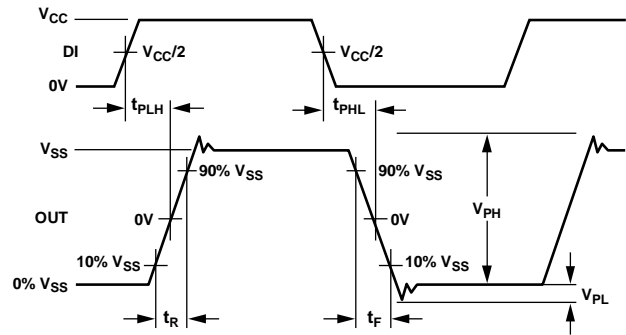 VCC
DI
VCC/2
VCC/2
0V
tPLH
tPHL
VSS
90% VSS
90% VSS
VPH
OUT
0V
0V
10% VSS
10% VSS
0% VSS
tR
tF
VPL